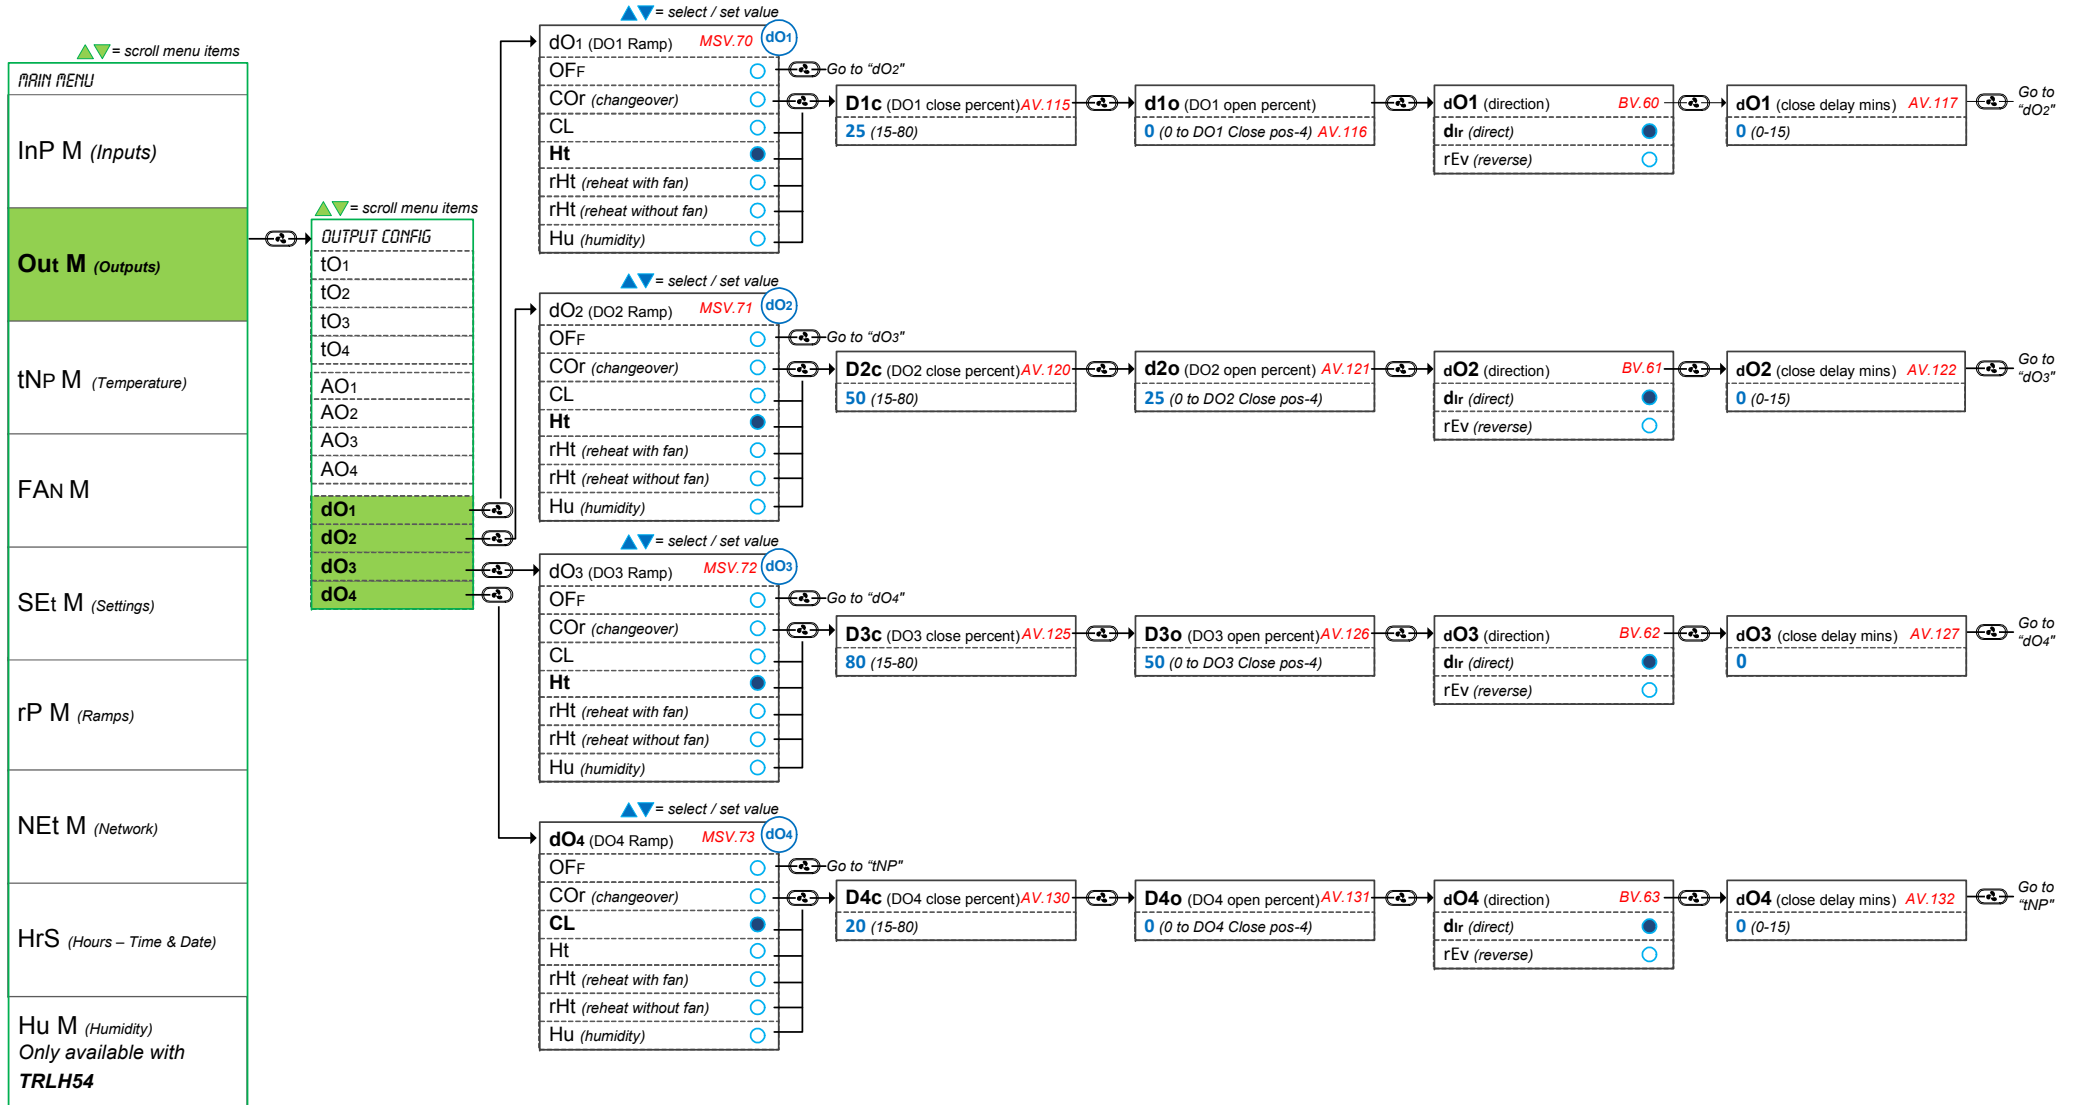 = scroll menu items
MAIN MENU
InP M (Inputs)
Out M (Outputs)
tNP M (Temperature)
FAN M
SEt M (Settings)
rP M (Ramps)
NEt M (Network)
HrS (Hours – Time & Date)
Hu M (Humidity)
Only available with
TRLH54
= scroll menu items
OUTPUT CONFIG
tO1
tO2
tO3
tO4
AO1
AO2
AO3
AO4
dO1
dO2
dO3
dO4
= select / set value
dO1 (DO1 Ramp) MSV.70 dO1
OFF Go to “dO2"
COr (changeover)
CL
Ht
rHt (reheat with fan)
rHt (reheat without fan)
Hu (humidity)
D1c (DO1 close percent) AV.115
25 (15-80)
d1o (DO1 open percent)
0 (0 to DO1 Close pos-4) AV.116
dO1 (direction) BV.60
dIr (direct)
rEv (reverse)
dO1 (close delay mins) AV.117
0 (0-15)
Go to
“dO2"
= select / set value
dO2 (DO2 Ramp) MSV.71 dO2
OFF Go to “dO3"
COr (changeover)
CL
Ht
rHt (reheat with fan)
rHt (reheat without fan)
Hu (humidity)
D2c (DO2 close percent) AV.120
50 (15-80)
d2o (DO2 open percent) AV.121
25 (0 to DO2 Close pos-4)
dO2 (direction) BV.61
dIr (direct)
rEv (reverse)
dO2 (close delay mins) AV.122
0 (0-15)
Go to
“dO3"
= select / set value
dO3 (DO3 Ramp) MSV.72 dO3
OFF Go to “dO4"
COr (changeover)
CL
Ht
rHt (reheat with fan)
rHt (reheat without fan)
Hu (humidity)
D3c (DO3 close percent) AV.125
80 (15-80)
D3o (DO3 open percent) AV.126
50 (0 to DO3 Close pos-4)
dO3 (direction) BV.62
dIr (direct)
rEv (reverse)
dO3 (close delay mins) AV.127
0
Go to
“dO4"
= select / set value
dO4 (DO4 Ramp) MSV.73 dO4
OFF Go to “tNP"
COr (changeover)
CL
Ht
rHt (reheat with fan)
rHt (reheat without fan)
Hu (humidity)
D4c (DO4 close percent) AV.130
20 (15-80)
D4o (DO4 open percent) AV.131
0 (0 to DO4 Close pos-4)
dO4 (direction) BV.63
dIr (direct)
rEv (reverse)
dO4 (close delay mins) AV.132
0 (0-15)
Go to
“tNP"